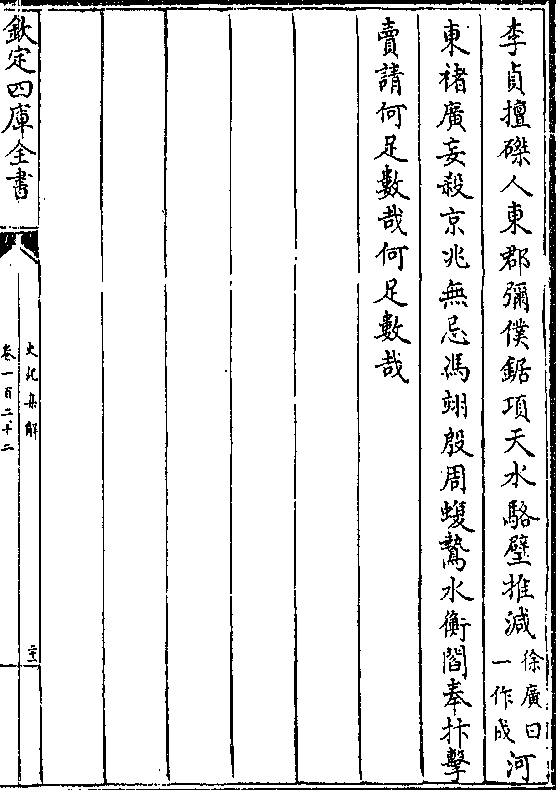 李貞擅磔人東郡彌僕鋸項天水駱璧推減徐廣曰一作成河
東褚廣妄殺京兆無忌馮翊殷周蝮鷙水衡閻奉扑擊
賣請何足數哉何足數哉
欽定四庫全書
史記集解
卷一百二十二